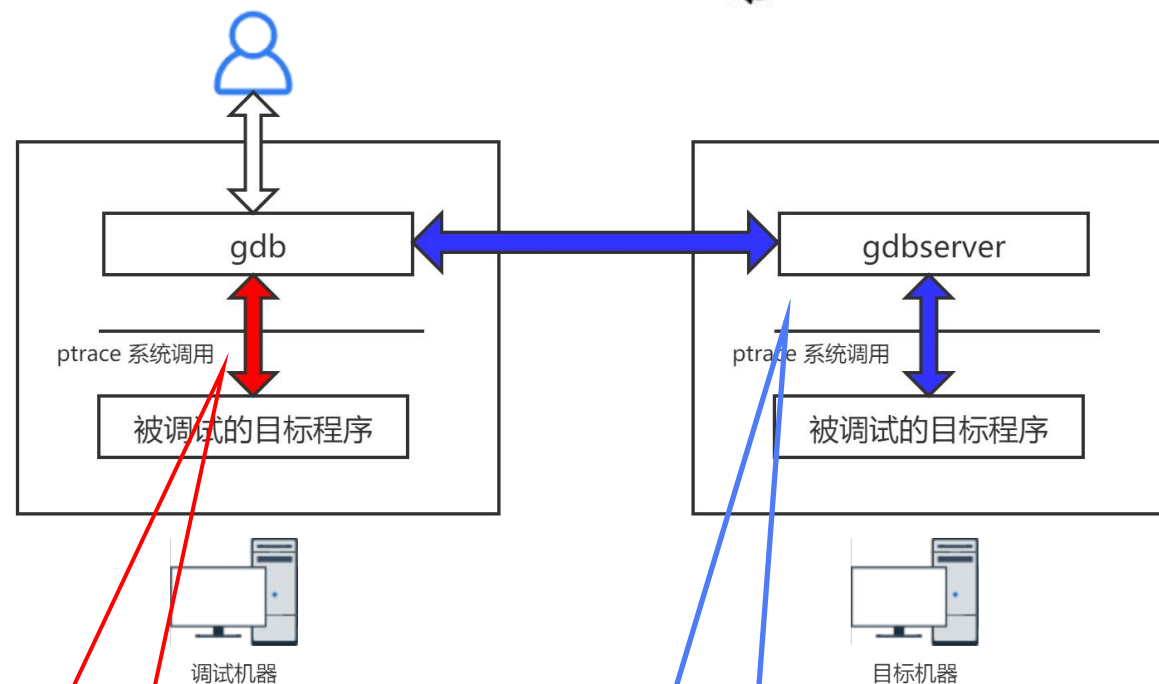 gdb
gdbserver
ptrace 系统调用
ptrace 系统调用
被调试的目标程序
被调试的目标程序
调试机器
目标机器